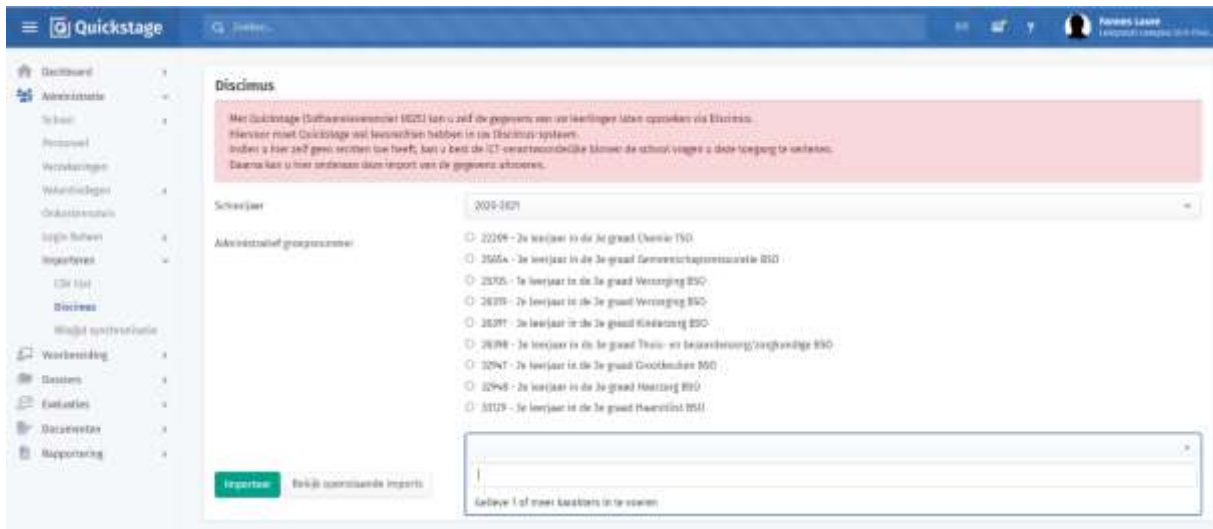 Quickstage
Zoeken...
Dashboard
Administratie
School
Personeel
Verzekeringen
Login Beheer
Importeren
CSV lijst
Discimus
Voorbereiding
Dossiers
Evaluaties
Documenten
Rapportering
Discimus
Met Quickstage (Softwareleverancier kan u zelf de gegevens van uw leerlingen laten opzoeken via Discimus.
Hiervoor moet Quickstage wel leesrechten hebben in uw Discimus-systeem.
Indien u hier zelf geen rechten toe heeft, kan u best de ICT-verantwoordelijke binnen de school vragen u deze toegang te verlenen.
Daarna kan u hier onderaan deze import van de gegevens uitvoeren.
Schooljaar
2020-2021
Administratief groepsnummer
22209 - 2e leerjaar in de 3e graad Chemie TSO
- 3e leerjaar in de 3e graad BSO
25705 - 1e leerjaar in de 3e graad Verzorging BSO
- 2e leerjaar in de 3e graad Verzorging BSO
26397 - 3e leerjaar in de 3e graad Kinderzorg BSO
26398 - 3e leerjaar in de 3e graad Thuis- en bejaardenzorg/zorgkundige BSO
32947 - 2e leerjaar in de 3e graad Grootkeuken BSO
32948 - 2e leerjaar in de 3e graad Haarzorg BSO
33129 - 3e leerjaar in de 3e graad Haarstilist BSO
Importeer
Bekijk openstaande imports
Gelieve 1 of meer karakters in te voeren